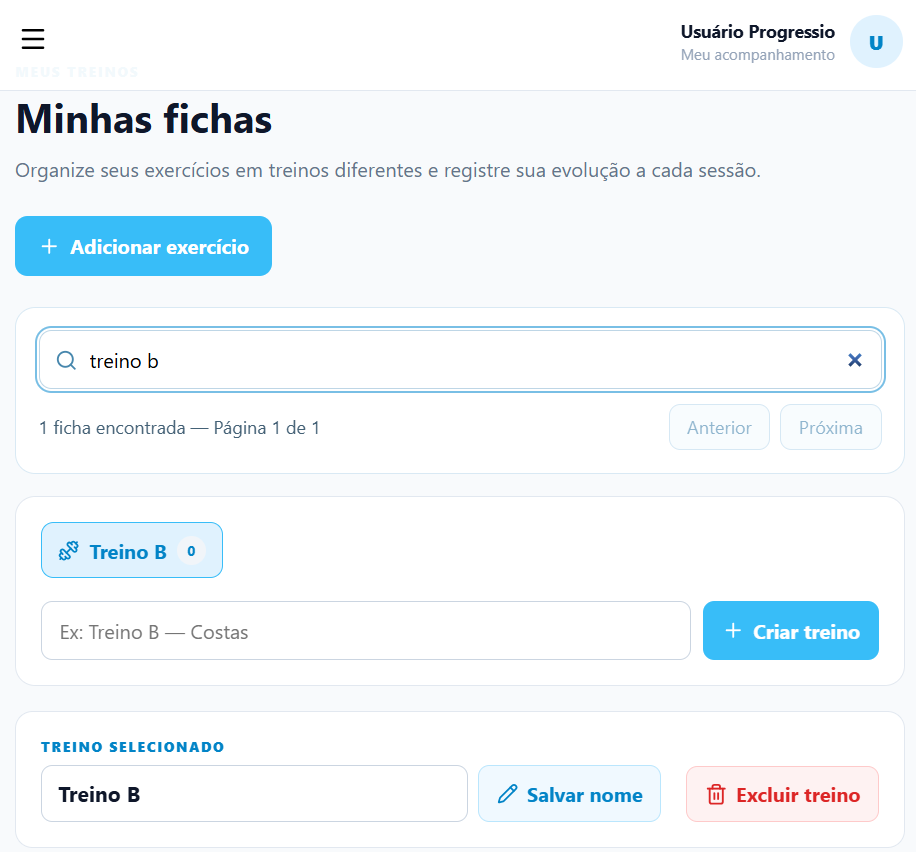 Usuário Progressio
Meu acompanhamento
U
MEUS TREINOS
Minhas fichas
Organize seus exercícios em treinos diferentes e registre sua evolução a cada sessão.
+ Adicionar exercício
treino b
1 ficha encontrada — Página 1 de 1
Anterior
Próxima
Treino B 0
Ex: Treino B — Costas
+ Criar treino
TREINO SELECIONADO
Treino B
Salvar nome
Excluir treino